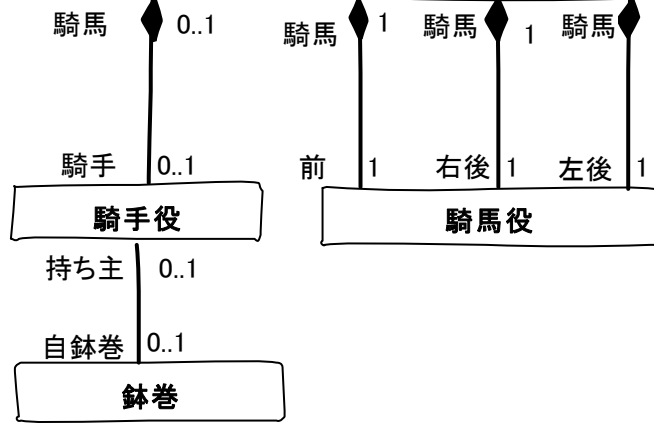 騎馬 0..1 騎馬 1 騎馬 1 騎馬
騎手 0..1 前 1 右後 1 左後 1
騎手役 騎馬役
持ち主 0..1
自鉢巻 0..1
鉢巻